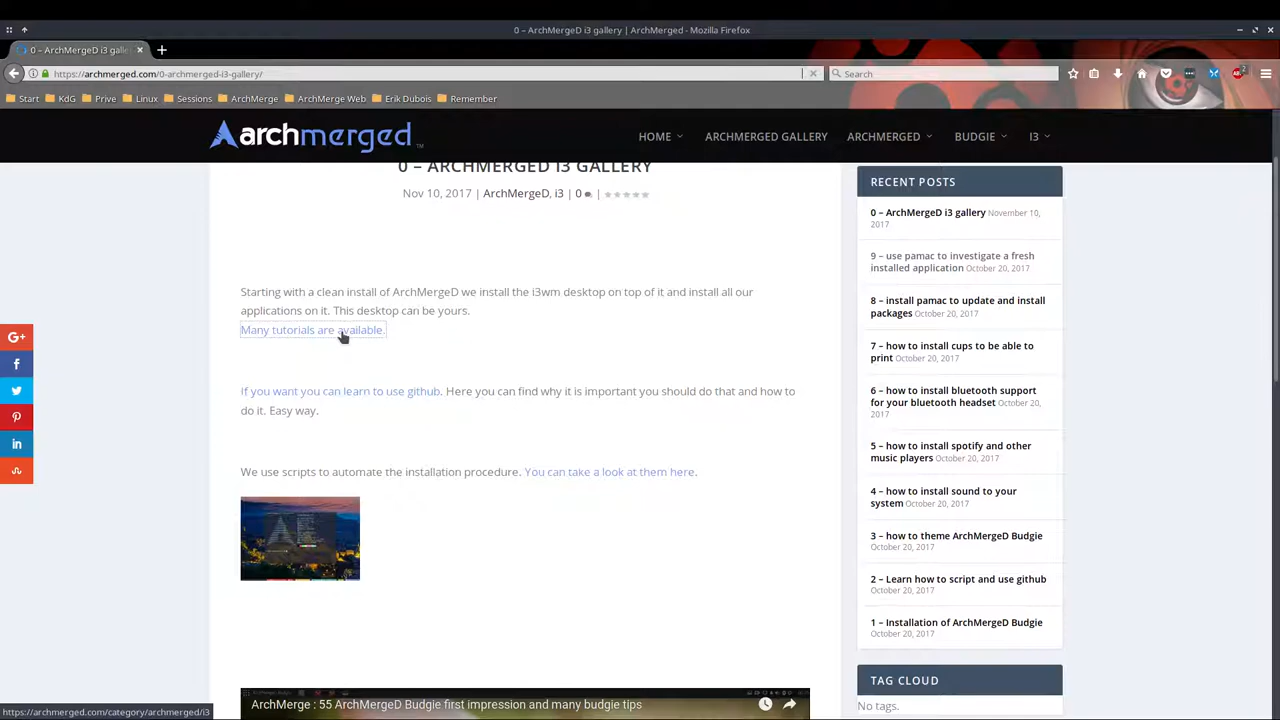 0 – ArchMergeD i3 gallery | ArchMerged - Mozilla Firefox
0 – ArchMergeD i3 galle
https://archmerged.com/0-archmerged-i3-gallery/
Search
2
Start
KdG
Prive
Linux
Sessions
ArchMerge
ArchMerge Web
Erik Dubois
Remember
archmerged™
HOME
ARCHMERGED GALLERY
ARCHMERGED
BUDGIE
I3
0 – ARCHMERGED I3 GALLERY
Nov 10, 2017 | ArchMergeD, i3 | 0 |
Starting with a clean install of ArchMergeD we install the i3wm desktop on top of it and install all our
applications on it. This desktop can be yours.
Many tutorials are available.
If you want you can learn to use github. Here you can find why it is important you should do that and how to
do it. Easy way.
We use scripts to automate the installation procedure. You can take a look at them here.
ArchMerge : 55 ArchMergeD Budgie first impression and many budgie tips
RECENT POSTS
0 – ArchMergeD i3 gallery November 10,
2017
9 – use pamac to investigate a fresh
installed application October 20, 2017
8 – install pamac to update and install
packages October 20, 2017
7 – how to install cups to be able to
print October 20, 2017
6 – how to install bluetooth support
for your bluetooth headset October 20,
2017
5 – how to install spotify and other
music players October 20, 2017
4 – how to install sound to your
system October 20, 2017
3 – how to theme ArchMergeD Budgie
October 20, 2017
2 – Learn how to script and use github
October 20, 2017
1 – Installation of ArchMergeD Budgie
October 20, 2017
TAG CLOUD
No tags.
https://archmerged.com/category/archmerged/i3